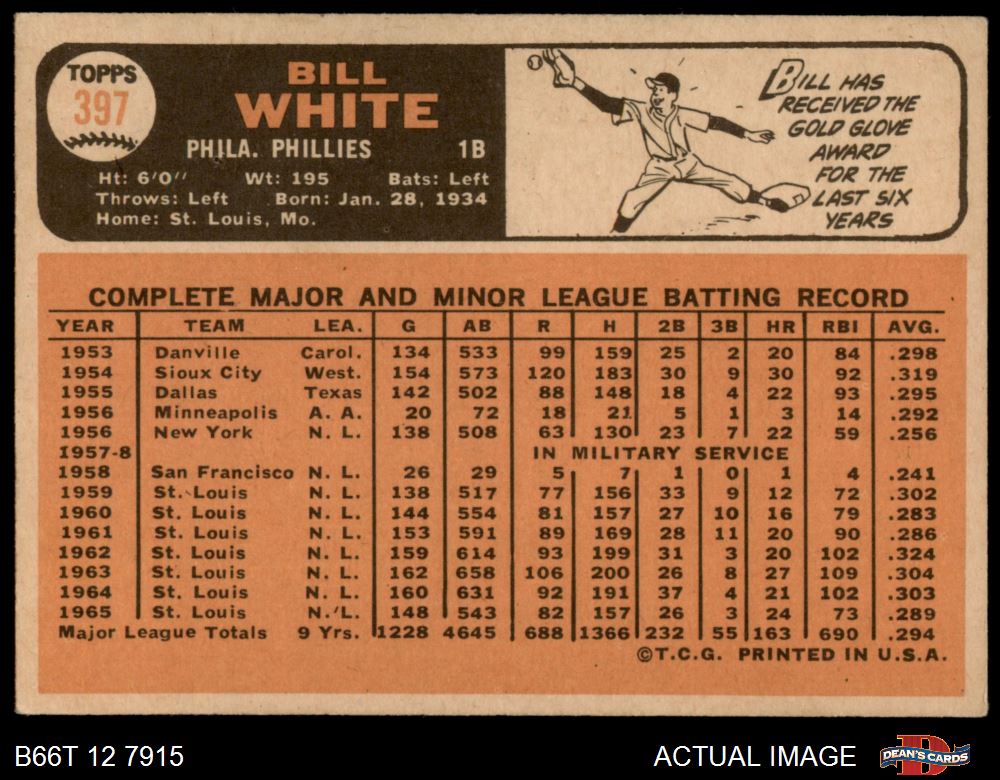 TOPPS
397
BILL
WHITE
PHILA. PHILLIES 1B
Ht: 6'0" Wt: 195 Bats: Left
Throws: Left Born: Jan. 28, 1934
Home: St. Louis, Mo.
BILL HAS
RECEIVED THE
GOLD GLOVE
AWARD
FOR THE
LAST SIX
YEARS
COMPLETE MAJOR AND MINOR LEAGUE BATTING RECORD
YEAR TEAM LEA. G AB R H 2B 3B HR RBI AVG.
1953 Danville Carol. 134 533 99 159 25 2 20 84 .298
1954 Sioux City West. 154 573 120 183 30 9 30 92 .319
1955 Dallas Texas 142 502 88 148 18 4 22 93 .295
1956 Minneapolis A. A. 20 72 18 21 5 1 3 14 .292
1956 New York N. L. 138 508 63 130 23 7 22 59 .256
1957-8 IN MILITARY SERVICE
1958 San Francisco N. L. 26 29 5 7 1 0 1 4 .241
1959 St. Louis N. L. 138 517 77 156 33 9 12 72 .302
1960 St. Louis N. L. 144 554 81 157 27 10 16 79 .283
1961 St. Louis N. L. 153 591 89 169 28 11 20 90 .286
1962 St. Louis N. L. 159 614 93 199 31 3 20 102 .324
1963 St. Louis N. L. 162 658 106 200 26 8 27 109 .304
1964 St. Louis N. L. 160 631 92 191 37 4 21 102 .303
1965 St. Louis N. L. 148 543 82 157 26 3 24 73 .289
Major League Totals 9 Yrs. 1228 4645 688 1366 232 55 163 690 .294
©T.C.G. PRINTED IN U.S.A.
B66T 12 7915 ACTUAL IMAGE DEAN'S CARDS